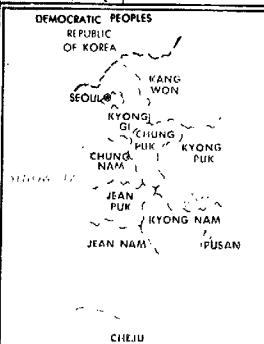 DEMOCRATIC PEOPLES
REPUBLIC
OF KOREA
KANG
WON
SEOUL
KYONG
GI
CHUNG
PUK
KYONG
PUK
CHUNG
NAM
JEAN
PUK
KYONG NAM
JEAN NAM
PUSAN
CHEJU